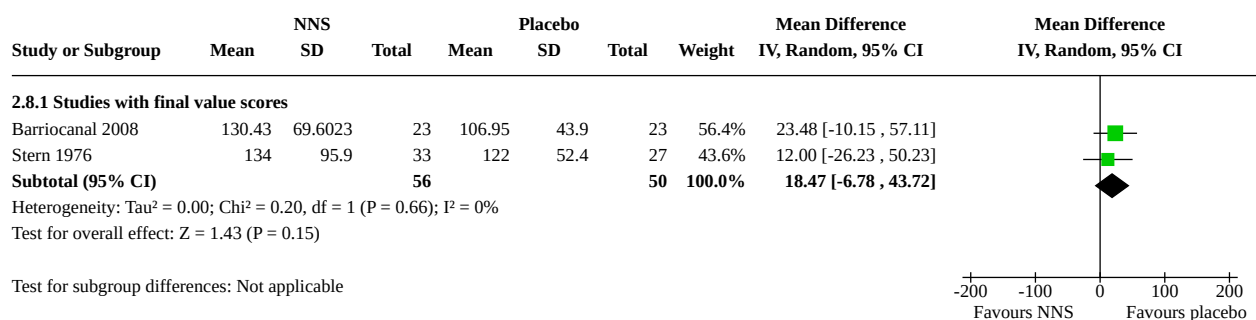 NNS Placebo Mean Difference Mean Difference
Study or Subgroup Mean SD Total Mean SD Total Weight IV, Random, 95% CI IV, Random, 95% CI
2.8.1 Studies with final value scores
Barriocanal 2008 130.43 69.6023 23 106.95 43.9 23 56.4% 23.48 [-10.15 , 57.11]
Stern 1976 134 95.9 33 122 52.4 27 43.6% 12.00 [-26.23 , 50.23]
Subtotal (95% CI) 56 50 100.0% 18.47 [-6.78 , 43.72]
Heterogeneity: Tau² = 0.00; Chi² = 0.20, df = 1 (P = 0.66); I² = 0%
Test for overall effect: Z = 1.43 (P = 0.15)
Test for subgroup differences: Not applicable
-200 -100 0 100 200
Favours NNS Favours placebo